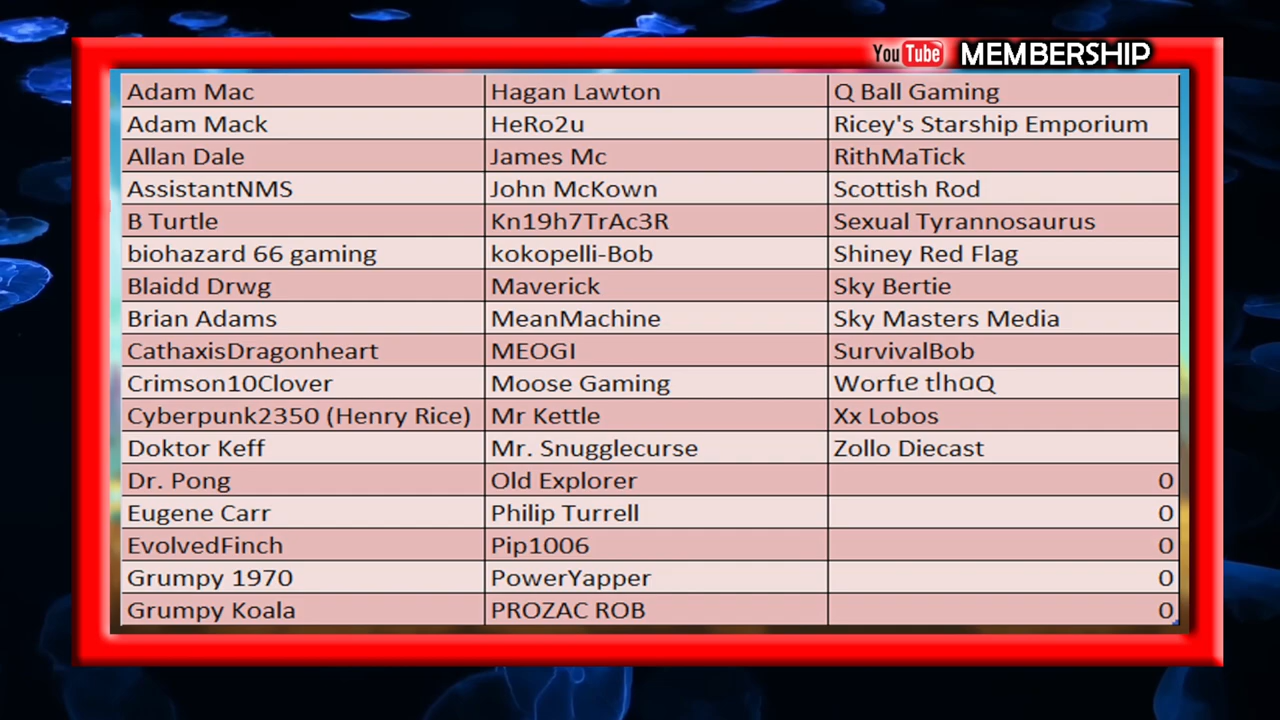 YouTube MEMBERSHIP
Adam Mac Hagan Lawton Q Ball Gaming
Adam Mack HeRo2u Ricey's Starship Emporium
Allan Dale James Mc RithMaTick
AssistantNMS John McKown Scottish Rod
B Turtle Kn19h7TrAc3R Sexual Tyrannosaurus
biohazard 66 gaming kokopelli-Bob Shiney Red Flag
Blaidd Drwg Maverick Sky Bertie
Brian Adams MeanMachine Sky Masters Media
CathaxisDragonheart MEOGI SurvivalBob
Crimson10Clover Moose Gaming Worfɩҽ tlhɑQ
Cyberpunk2350 (Henry Rice) Mr Kettle Xx Lobos
Doktor Keff Mr. Snugglecurse Zollo Diecast
Dr. Pong Old Explorer 0
Eugene Carr Philip Turrell 0
EvolvedFinch Pip1006 0
Grumpy 1970 PowerYapper 0
Grumpy Koala PROZAC ROB 0